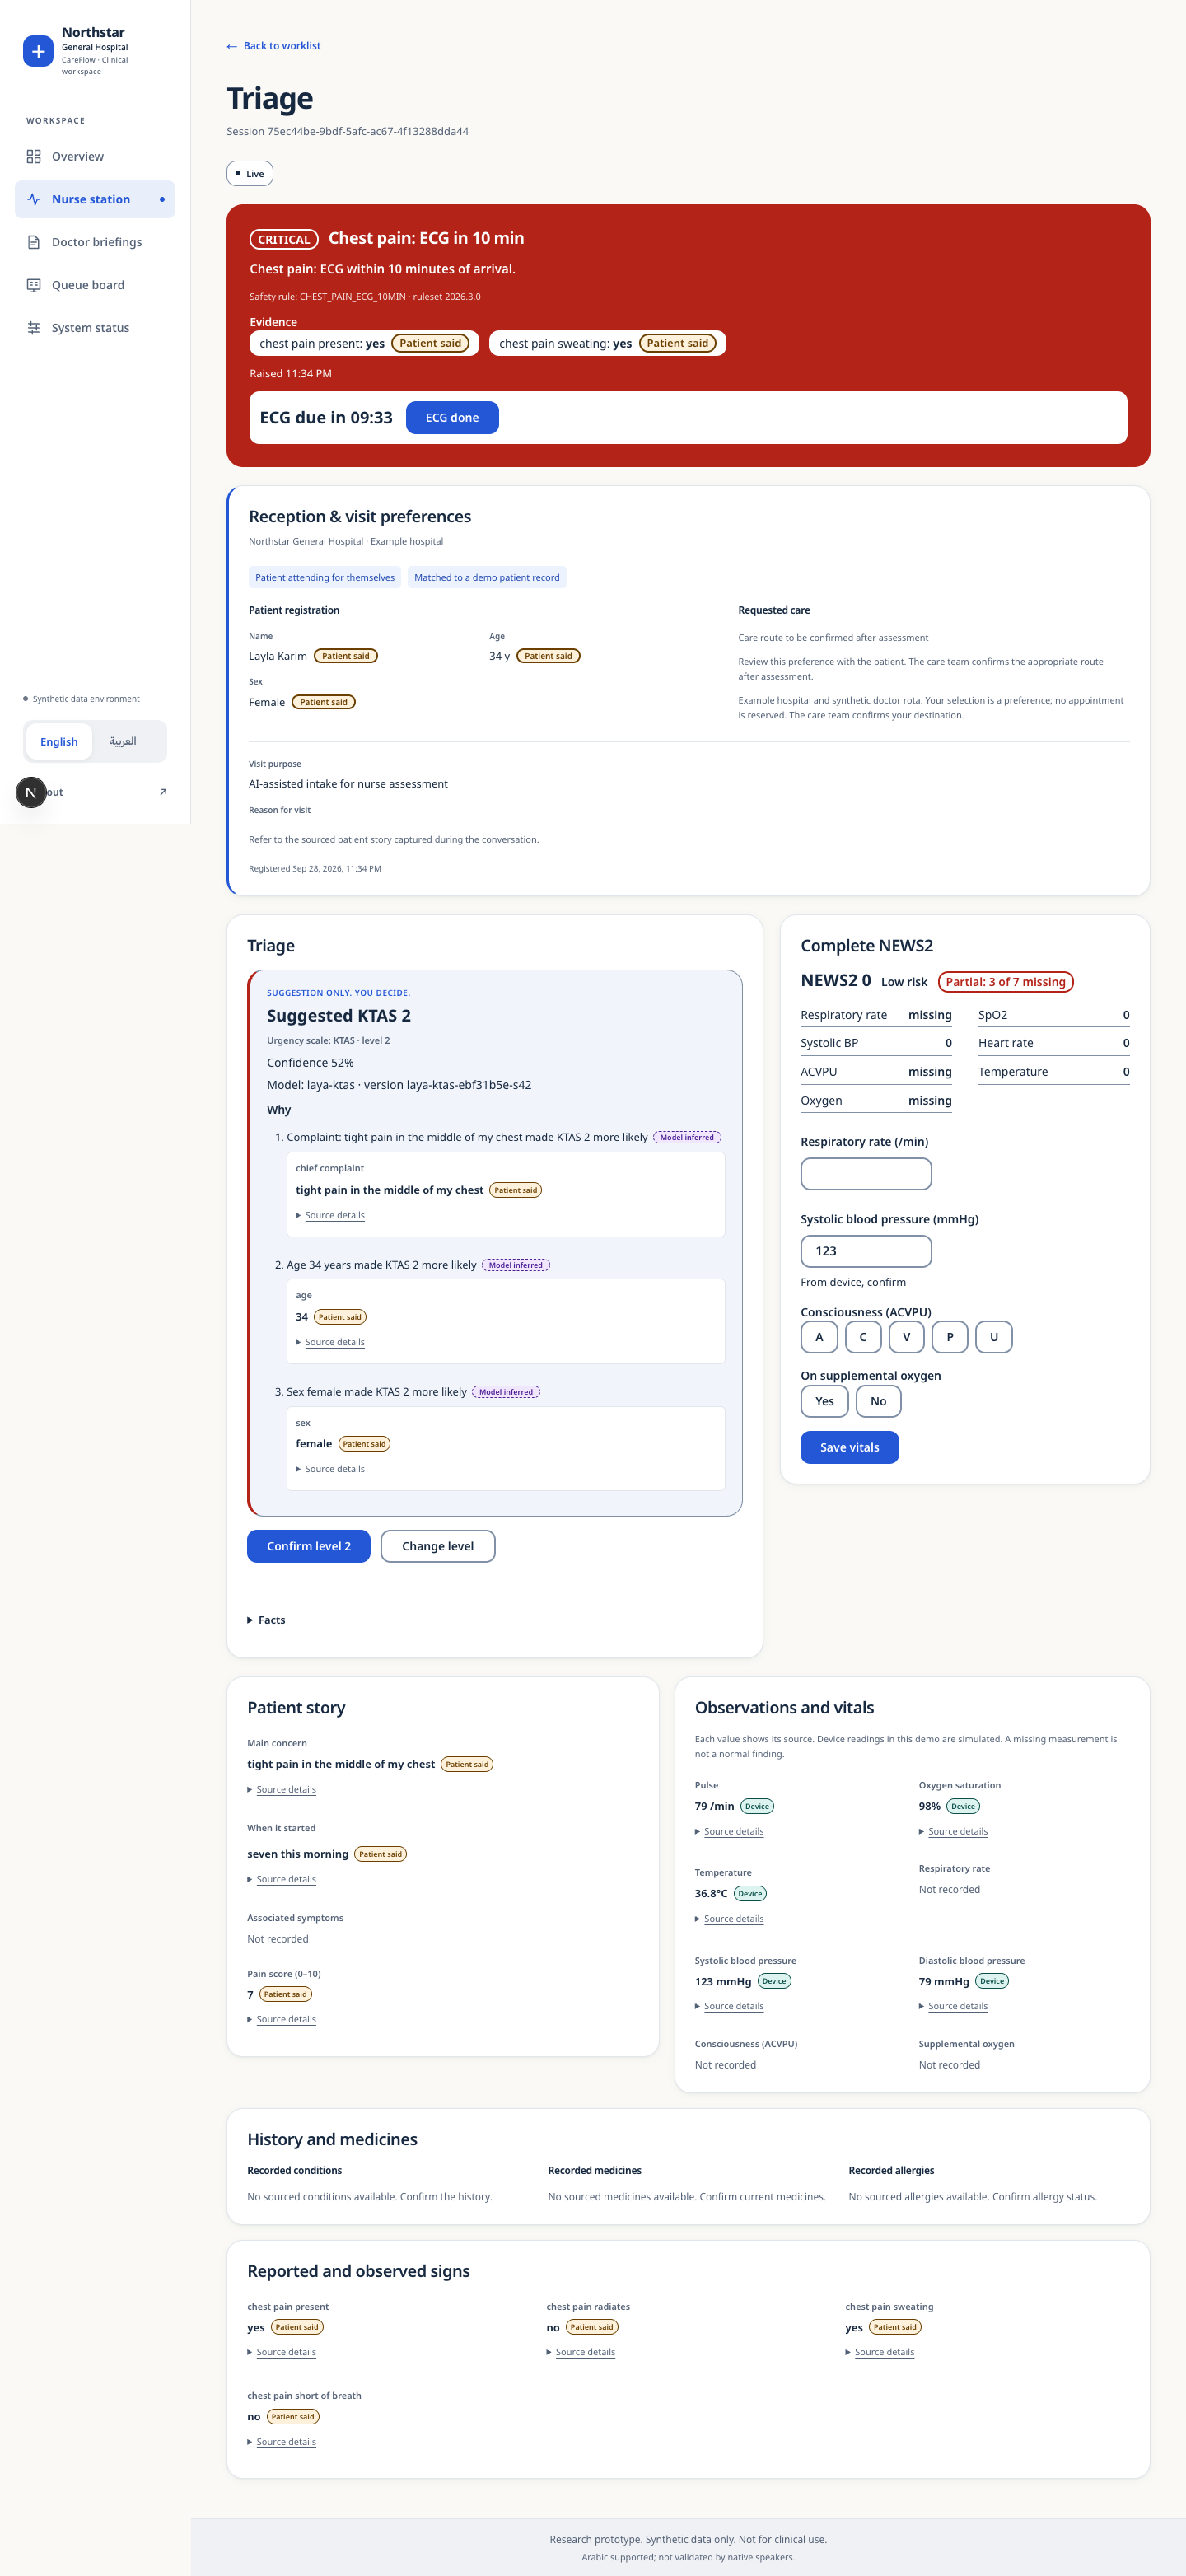 Northstar
General Hospital
CareFlow · Clinical
workspace
WORKSPACE
Overview
Nurse station
Doctor briefings
Queue board
System status
Synthetic data environment
English العربية
N out
← Back to worklist
Triage
Session 75ec44be-9bdf-5afc-ac67-4f13288dda44
Live
CRITICAL Chest pain: ECG in 10 min
Chest pain: ECG within 10 minutes of arrival.
Safety rule: CHEST_PAIN_ECG_10MIN · ruleset 2026.3.0
Evidence
chest pain present: yes Patient said chest pain sweating: yes Patient said
Raised 11:34 PM
ECG due in 09:33 ECG done
Reception & visit preferences
Northstar General Hospital · Example hospital
Patient attending for themselves Matched to a demo patient record
Patient registration
Name Age
Layla Karim Patient said 34 y Patient said
Sex
Female Patient said
Requested care
Care route to be confirmed after assessment
Review this preference with the patient. The care team confirms the appropriate route
after assessment.
Example hospital and synthetic doctor rota. Your selection is a preference; no appointment
is reserved. The care team confirms your destination.
Visit purpose
AI-assisted intake for nurse assessment
Reason for visit
Refer to the sourced patient story captured during the conversation.
Registered Sep 28, 2026, 11:34 PM
Triage
SUGGESTION ONLY. YOU DECIDE.
Suggested KTAS 2
Urgency scale: KTAS · level 2
Confidence 52%
Model: laya-ktas · version laya-ktas-ebf31b5e-s42
Why
1. Complaint: tight pain in the middle of my chest made KTAS 2 more likely Model inferred
chief complaint
tight pain in the middle of my chest Patient said
Source details
2. Age 34 years made KTAS 2 more likely Model inferred
age
34 Patient said
Source details
3. Sex female made KTAS 2 more likely Model inferred
sex
female Patient said
Source details
Confirm level 2 Change level
Facts
Complete NEWS2
NEWS2 0 Low risk Partial: 3 of 7 missing
Respiratory rate missing SpO2 0
Systolic BP 0 Heart rate 0
ACVPU missing Temperature 0
Oxygen missing
Respiratory rate (/min)
Systolic blood pressure (mmHg)
123
From device, confirm
Consciousness (ACVPU)
A C V P U
On supplemental oxygen
Yes No
Save vitals
Patient story
Main concern
tight pain in the middle of my chest Patient said
Source details
When it started
seven this morning Patient said
Source details
Associated symptoms
Not recorded
Pain score (0–10)
7 Patient said
Source details
Observations and vitals
Each value shows its source. Device readings in this demo are simulated. A missing measurement is
not a normal finding.
Pulse Oxygen saturation
79 /min Device 98% Device
Source details Source details
Temperature Respiratory rate
36.8°C Device Not recorded
Source details
Systolic blood pressure Diastolic blood pressure
123 mmHg Device 79 mmHg Device
Source details Source details
Consciousness (ACVPU) Supplemental oxygen
Not recorded Not recorded
History and medicines
Recorded conditions Recorded medicines Recorded allergies
No sourced conditions available. Confirm the history. No sourced medicines available. Confirm current medicines. No sourced allergies available. Confirm allergy status.
Reported and observed signs
chest pain present chest pain radiates chest pain sweating
yes Patient said no Patient said yes Patient said
Source details Source details Source details
chest pain short of breath
no Patient said
Source details
Research prototype. Synthetic data only. Not for clinical use.
Arabic supported; not validated by native speakers.